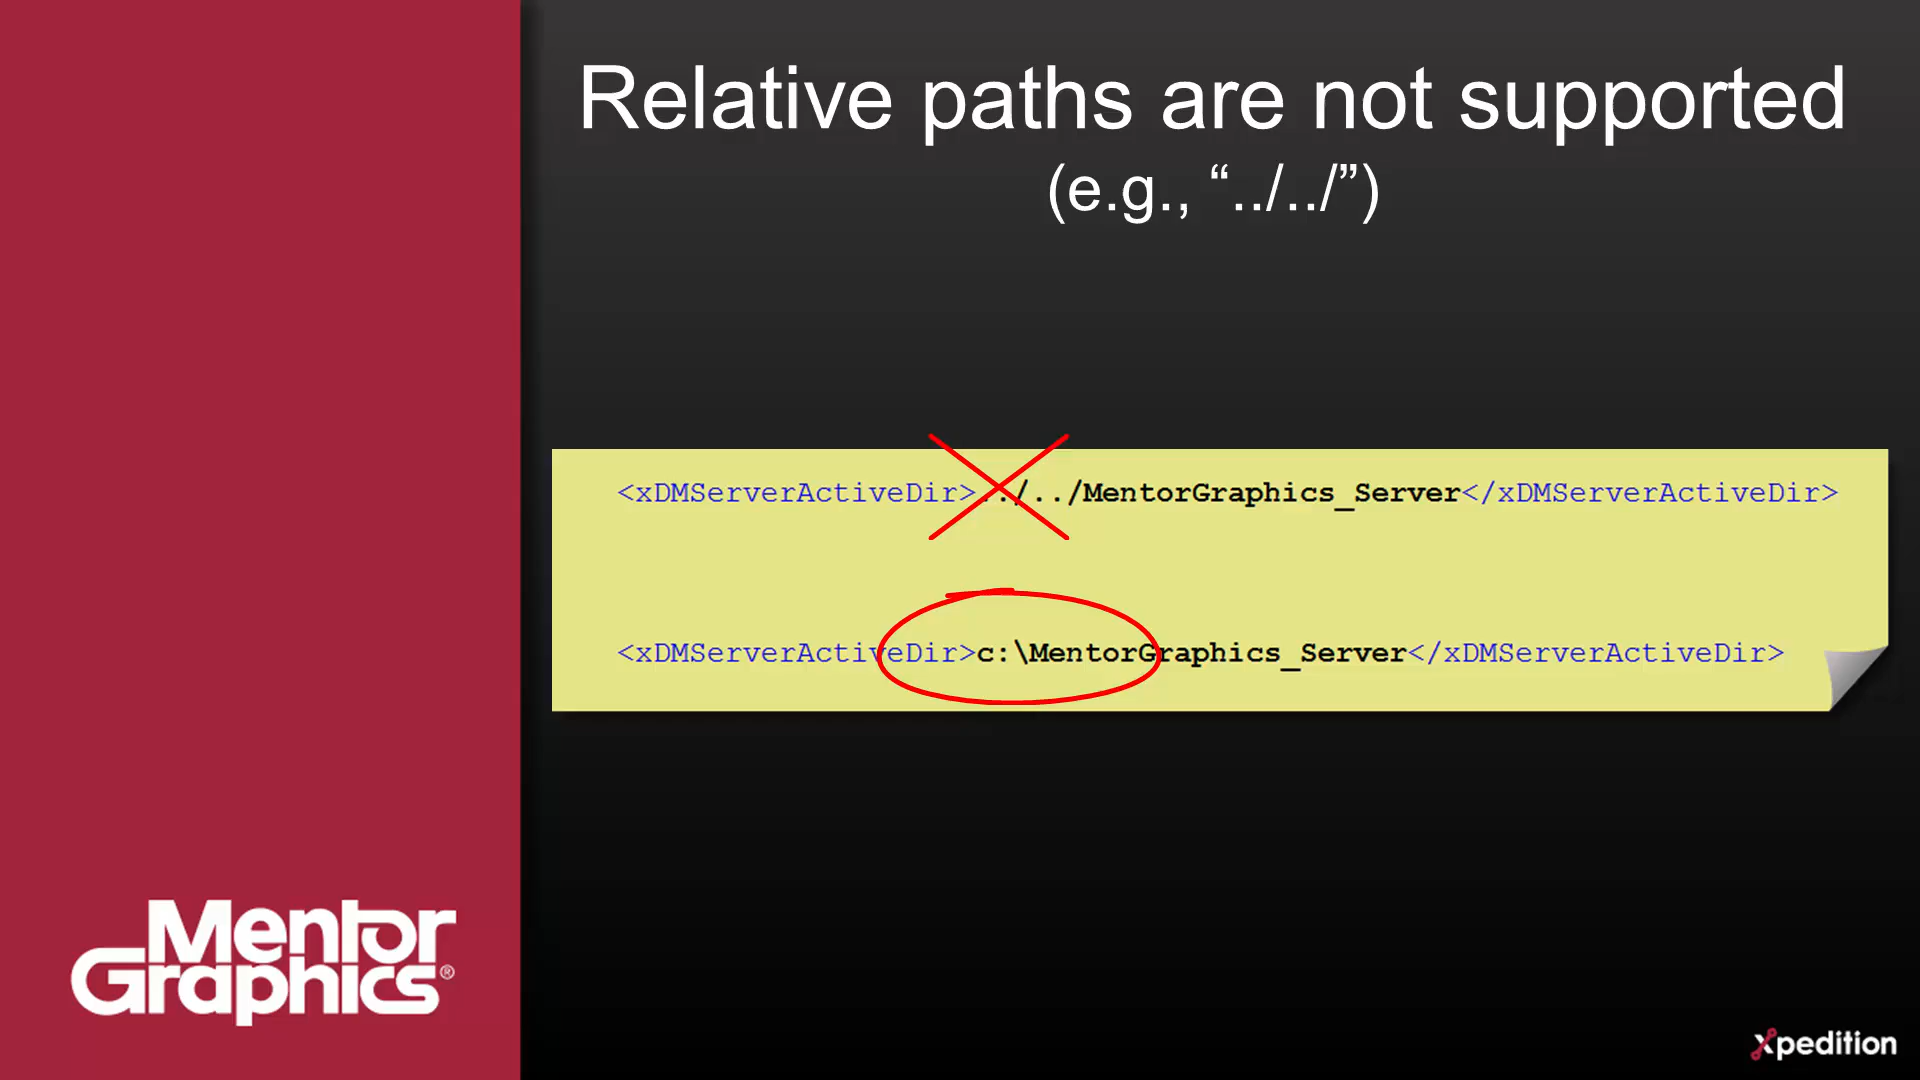 Relative paths are not supported
(e.g., “../../”)
<xDMServerActiveDir>../../MentorGraphics_Server</xDMServerActiveDir>
<xDMServerActiveDir>c:\MentorGraphics_Server</xDMServerActiveDir>
Mentor
Graphics®
Xpedition